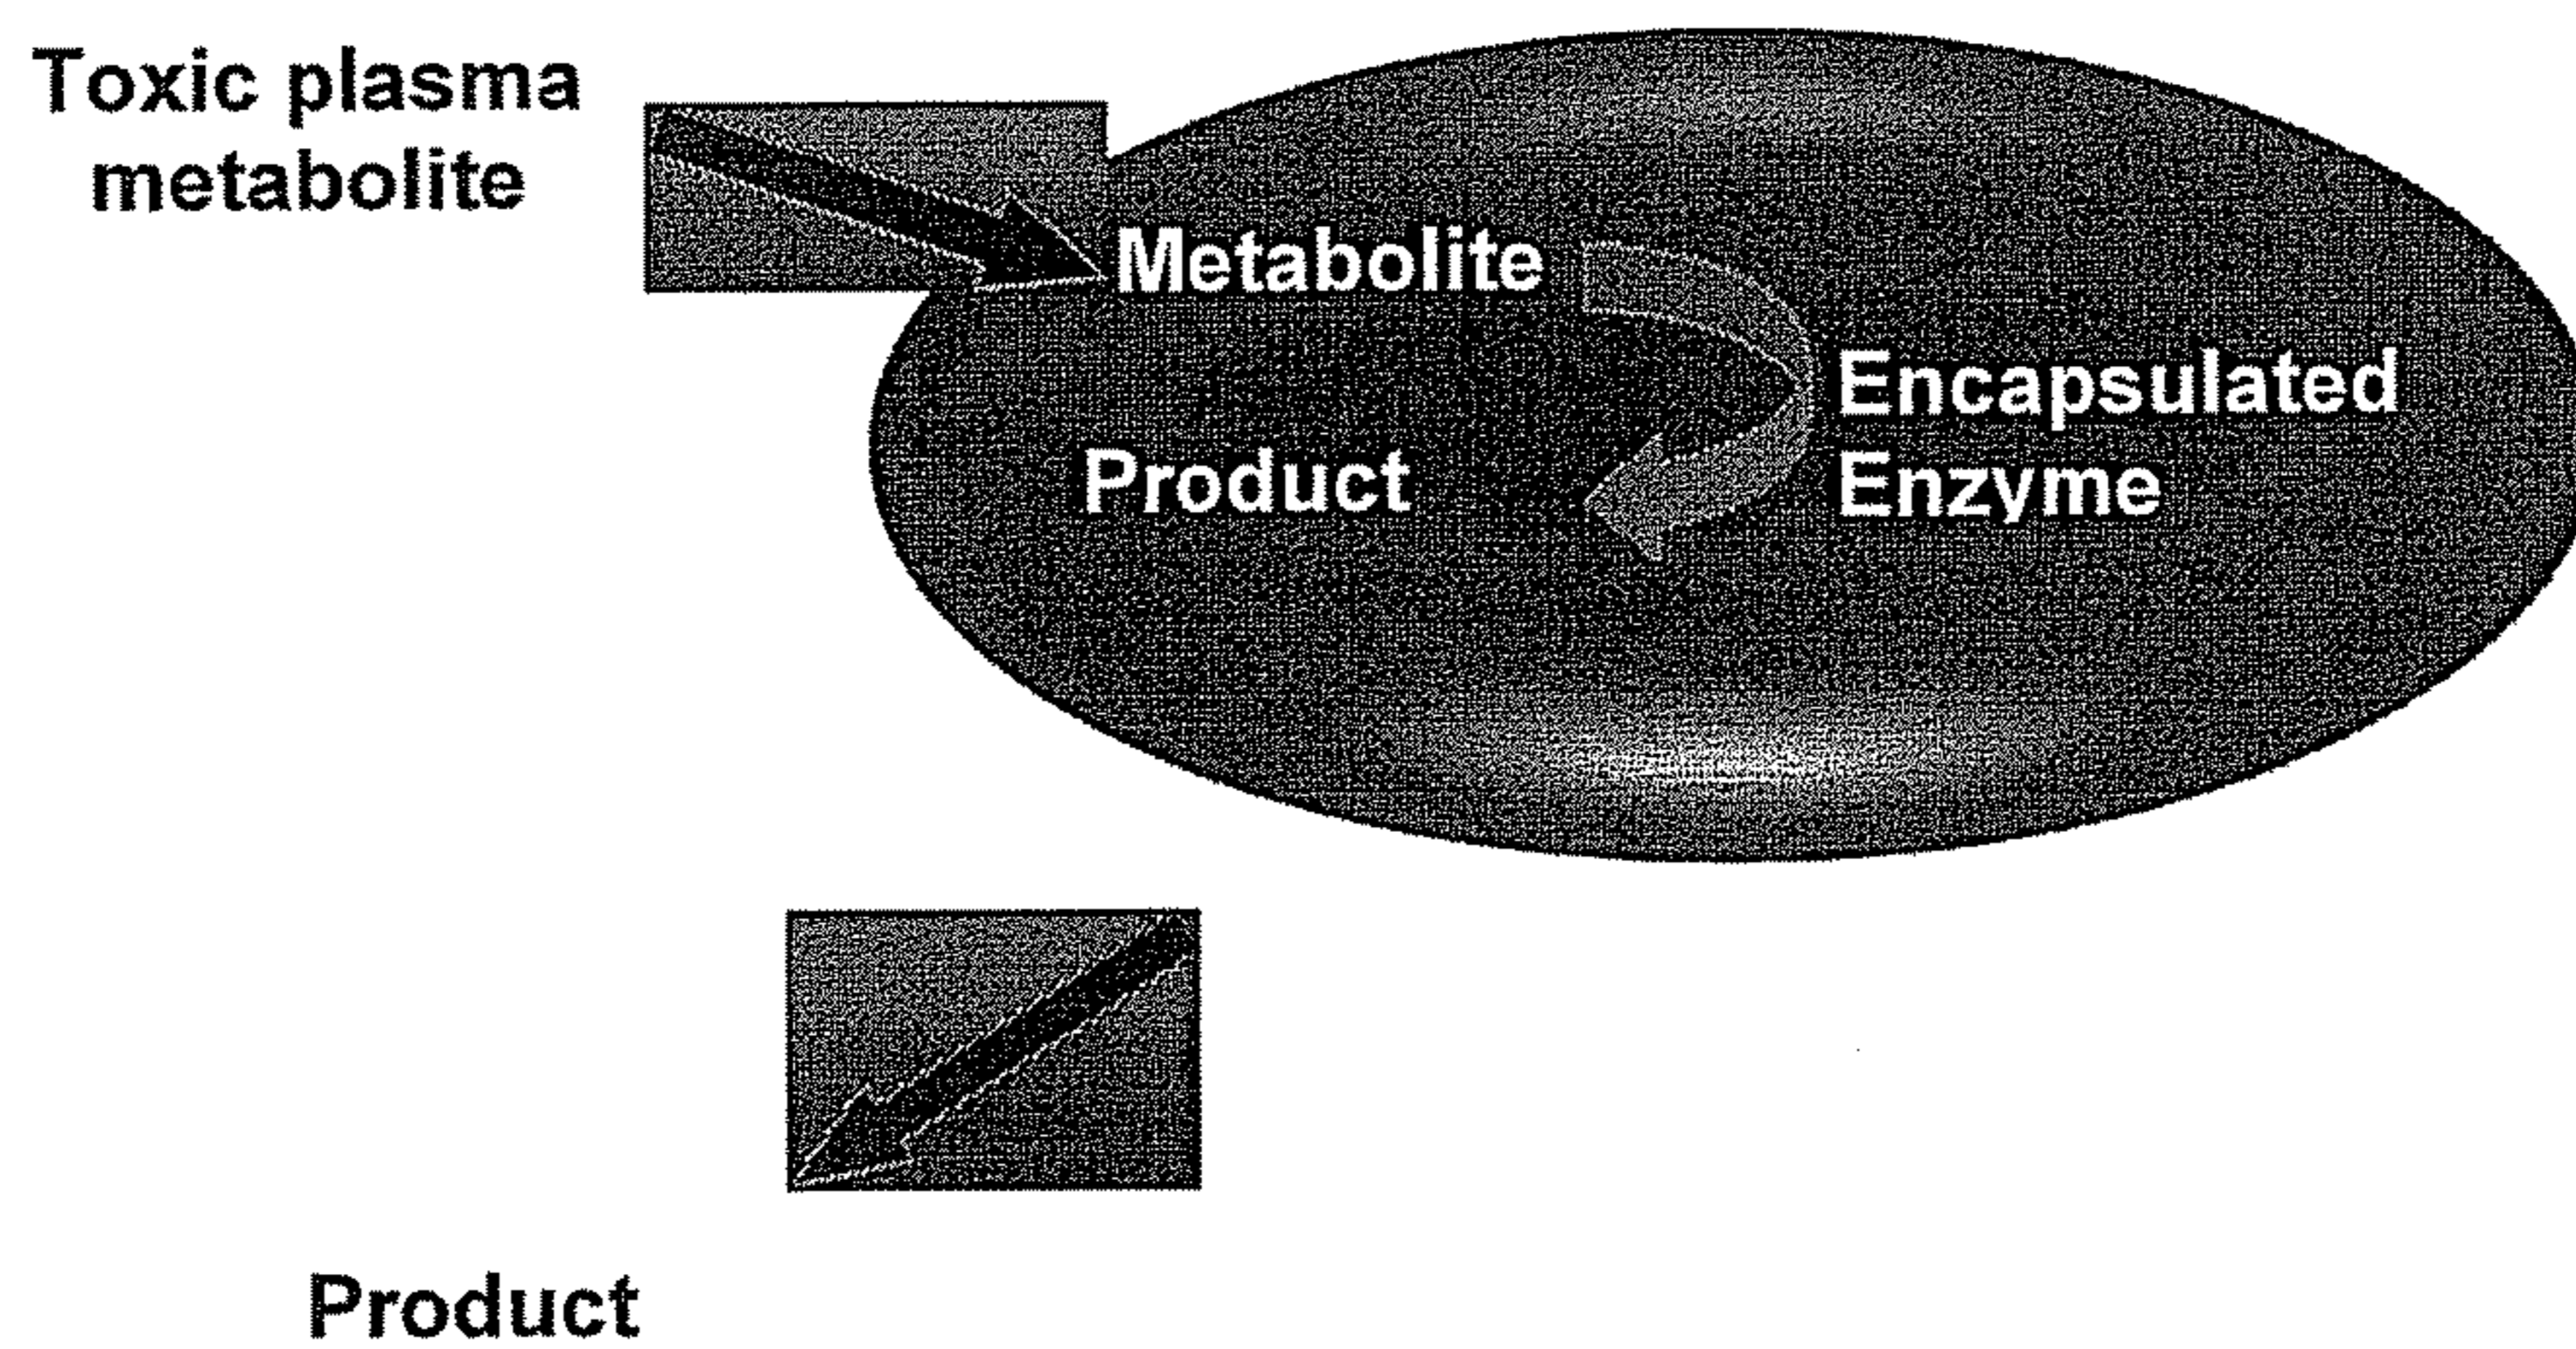 Toxic plasma
metabolite
Metabolite
Encapsulated
Enzyme
Product
Product